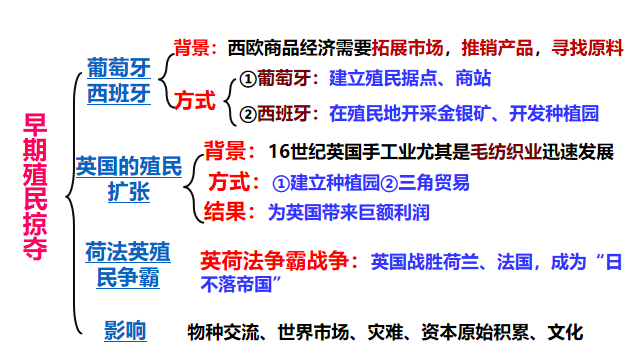 早期殖民掠夺
葡萄牙
西班牙
背景：西欧商品经济需要拓展市场，推销产品，寻找原料
方式
①葡萄牙：建立殖民据点、商站
②西班牙：在殖民地开采金银矿、开发种植园
英国的殖民
扩张
背景：16世纪英国手工业尤其是毛纺织业迅速发展
方式：①建立种植园②三角贸易
结果：为英国带来巨额利润
荷法英殖
民争霸
英荷法争霸战争：英国战胜荷兰、法国，成为“日
不落帝国”
影响
物种交流、世界市场、灾难、资本原始积累、文化